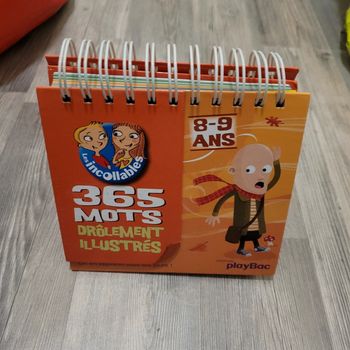 Les incollables
8-9
ANS
365
MOTS
DRÔLEMENT
ILLUSTRÉS
playBac